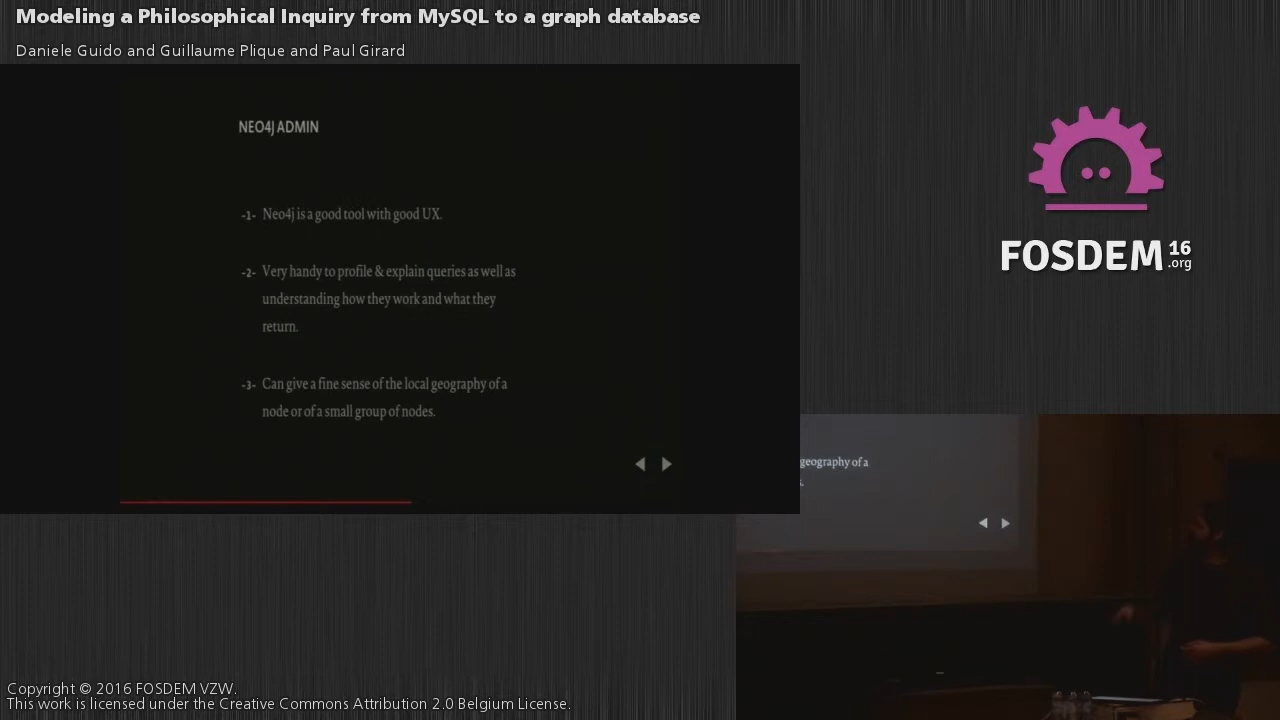 Modeling a Philosophical Inquiry from MySQL to a graph database
Daniele Guido and Guillaume Plique and Paul Girard
NEO4J ADMIN
-1- Neo4j is a good tool with good UX.
-2- Very handy to profile & explain queries as well as
understanding how they work and what they
return.
-3- Can give a fine sense of the local geography of a
node or of a small group of nodes.
FOSDEM 16
.org
geography of a
s.
Copyright © 2016 FOSDEM VZW.
This work is licensed under the Creative Commons Attribution 2.0 Belgium License.